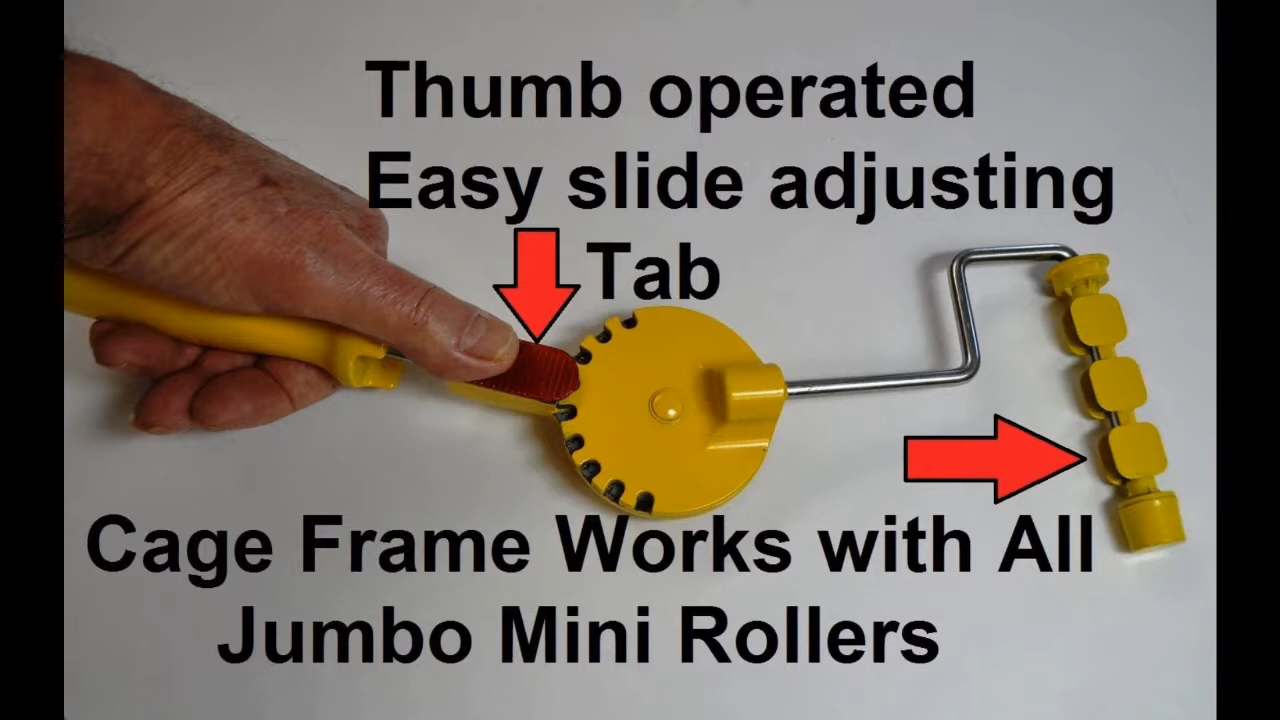 Thumb operated
Easy slide adjusting
Tab
Cage Frame Works with All
Jumbo Mini Rollers